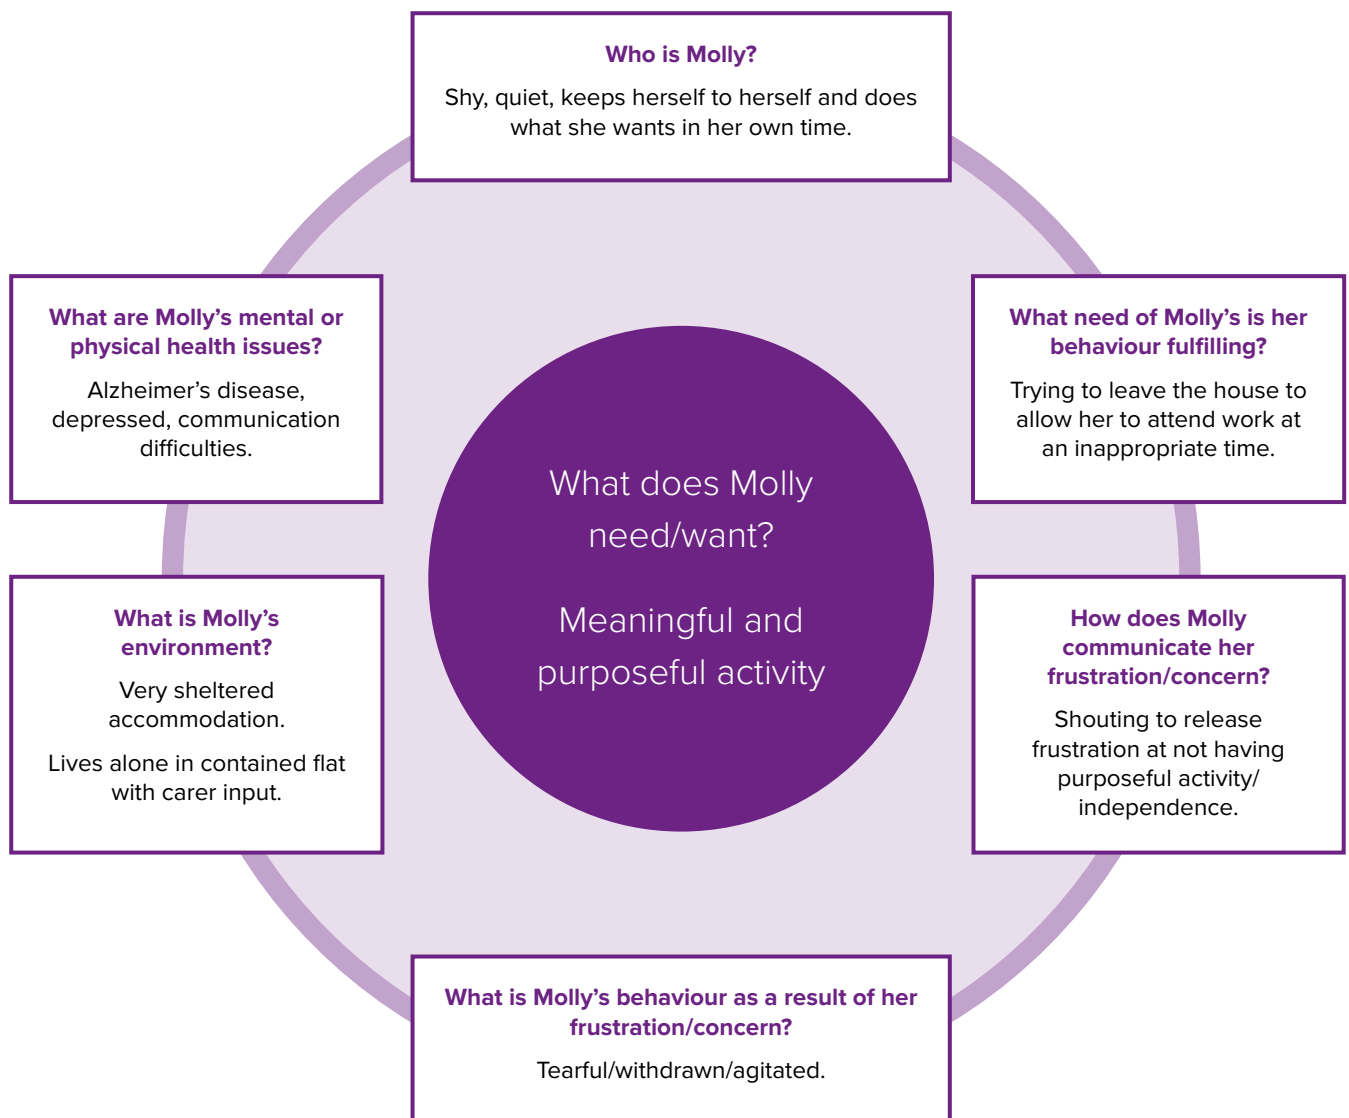 Who is Molly?
Shy, quiet, keeps herself to herself and does
what she wants in her own time.
What are Molly’s mental or
physical health issues?
Alzheimer’s disease,
depressed, communication
difficulties.
What need of Molly’s is her
behaviour fulfilling?
Trying to leave the house to
allow her to attend work at
an inappropriate time.
What does Molly
need/want?
Meaningful and
purposeful activity
What is Molly’s
environment?
Very sheltered
accommodation.
Lives alone in contained flat
with carer input.
How does Molly
communicate her
frustration/concern?
Shouting to release
frustration at not having
purposeful activity/
independence.
What is Molly’s behaviour as a result of her
frustration/concern?
Tearful/withdrawn/agitated.